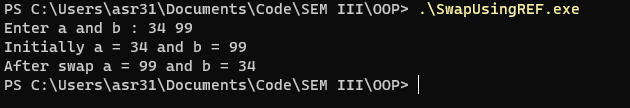 PS C:\Users\asr31\Documents\Code\SEM III\OOP> .\SwapUsingREF.exe
Enter a and b : 34 99
Initially a = 34 and b = 99
After swap a = 99 and b = 34
PS C:\Users\asr31\Documents\Code\SEM III\OOP>